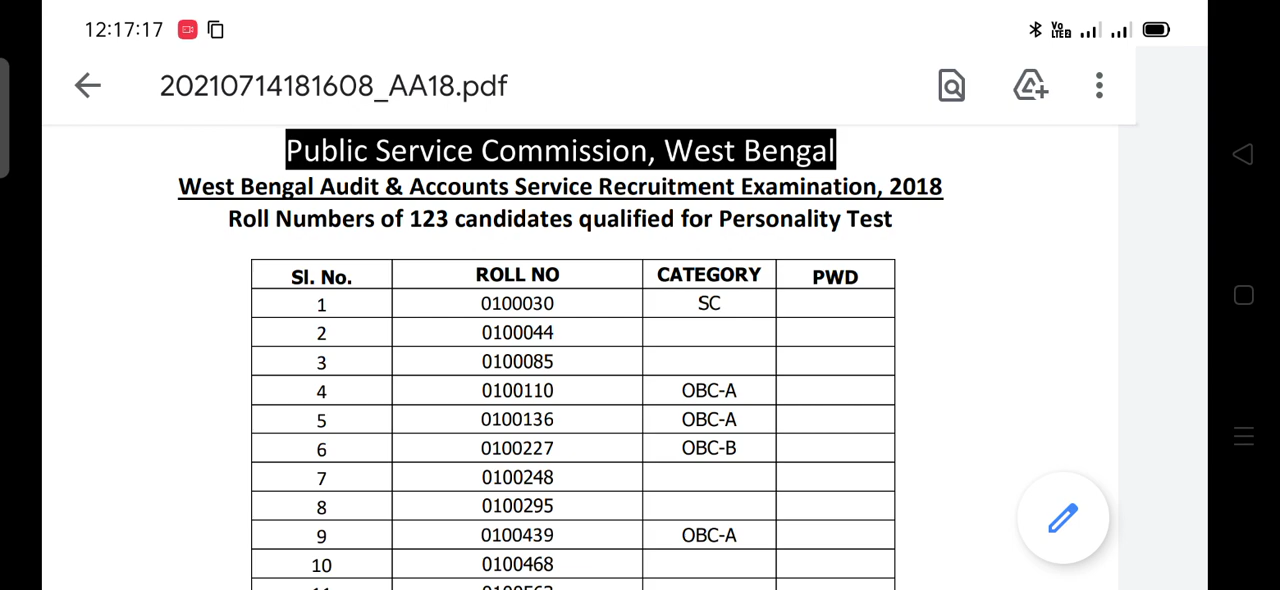 12:17:17 Vo LTE2
20210714181608_AA18.pdf
Public Service Commission, West Bengal
West Bengal Audit & Accounts Service Recruitment Examination, 2018
Roll Numbers of 123 candidates qualified for Personality Test
Sl. No. ROLL NO CATEGORY PWD
1 0100030 SC
2 0100044
3 0100085
4 0100110 OBC-A
5 0100136 OBC-A
6 0100227 OBC-B
7 0100248
8 0100295
9 0100439 OBC-A
10 0100468